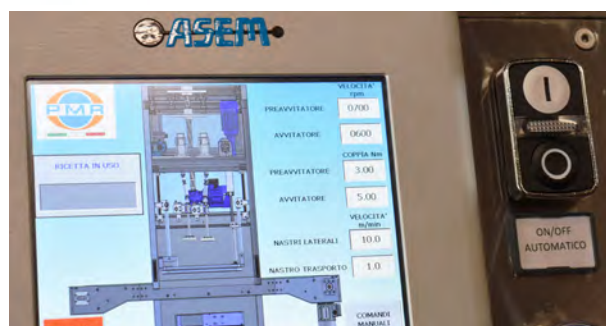 ASEM
PMR
VELOCITA'
rpm
PREAVVITATORE 0700
AVVITATORE 0600
RICETTA IN USO
COPPIA Nm
PREAVVITATORE 3.00
AVVITATORE 5.00
VELOCITA'
m/min
NASTRI LATERALI 10.0
NASTRO TRASPORTO 1.0
COMANDI
MANUALI
I
O
ON/OFF
AUTOMATICO